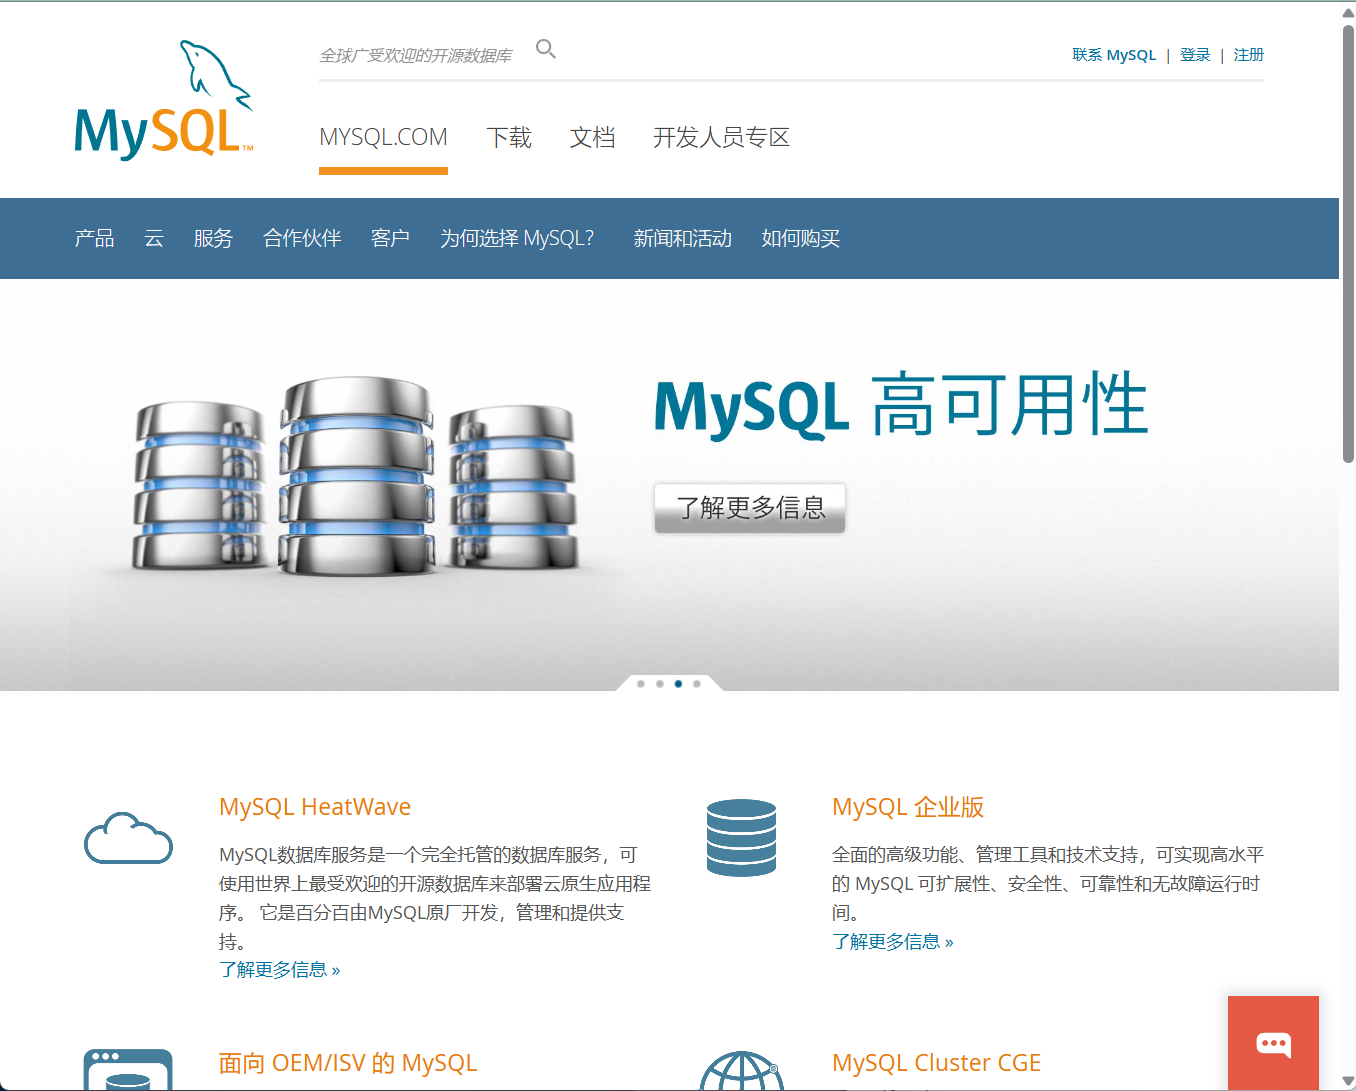 全球广受欢迎的开源数据库
联系 MySQL | 登录 | 注册
MySQL™
MYSQL.COM 下载 文档 开发人员专区
产品 云 服务 合作伙伴 客户 为何选择 MySQL？ 新闻和活动 如何购买
MySQL 高可用性
了解更多信息
MySQL HeatWave
MySQL数据库服务是一个完全托管的数据库服务，可
使用世界上最受欢迎的开源数据库来部署云原生应用程
序。 它是百分百由MySQL原厂开发，管理和提供支
持。
了解更多信息 »
MySQL 企业版
全面的高级功能、管理工具和技术支持，可实现高水平
的 MySQL 可扩展性、安全性、可靠性和无故障运行时
间。
了解更多信息 »
面向 OEM/ISV 的 MySQL
MySQL Cluster CGE